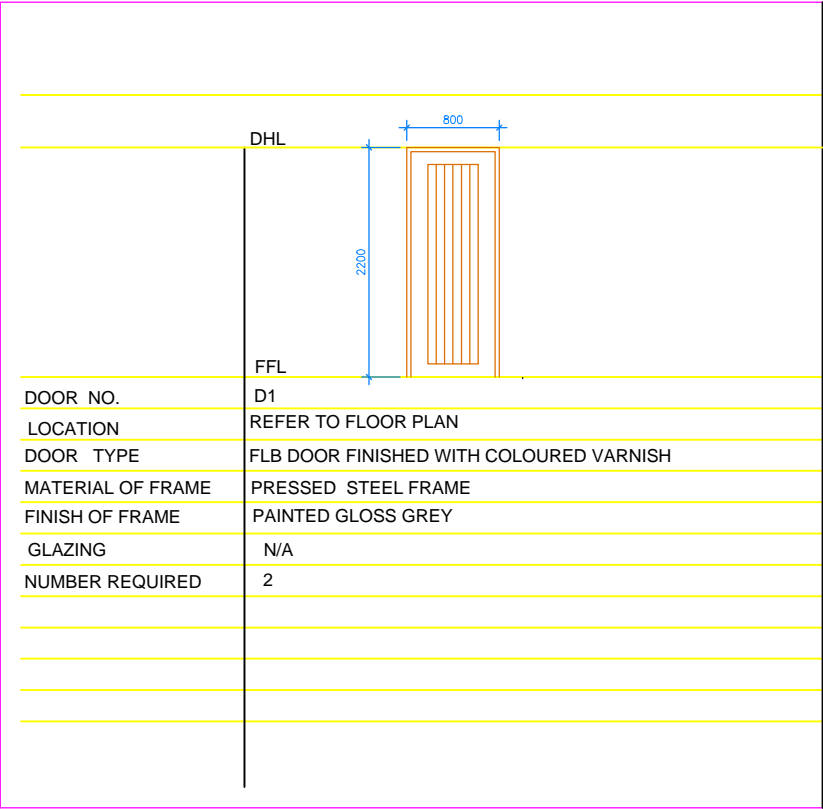 800
DHL
2200
FFL
DOOR NO. D1
LOCATION REFER TO FLOOR PLAN
DOOR TYPE FLB DOOR FINISHED WITH COLOURED VARNISH
MATERIAL OF FRAME PRESSED STEEL FRAME
FINISH OF FRAME PAINTED GLOSS GREY
GLAZING N/A
NUMBER REQUIRED 2